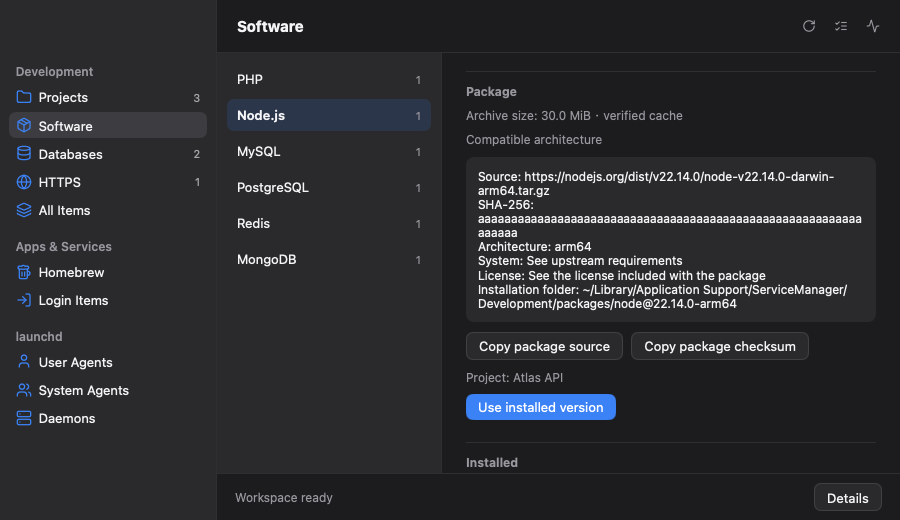 Software
Development
Projects 3
Software
Databases 2
HTTPS 1
All Items
Apps & Services
Homebrew
Login Items
launchd
User Agents
System Agents
Daemons
PHP 1
Node.js 1
MySQL 1
PostgreSQL 1
Redis 1
MongoDB 1
Package
Archive size: 30.0 MiB · verified cache
Compatible architecture
Source: https://nodejs.org/dist/v22.14.0/node-v22.14.0-darwin-
arm64.tar.gz
SHA-256:
aaaaaaaaaaaaaaaaaaaaaaaaaaaaaaaaaaaaaaaaaaaaaaaaaaaaaaaaaa
aaaaaa
Architecture: arm64
System: See upstream requirements
License: See the license included with the package
Installation folder: ~/Library/Application Support/ServiceManager/
Development/packages/node@22.14.0-arm64
Copy package source
Copy package checksum
Project: Atlas API
Use installed version
Installed
Workspace ready
Details